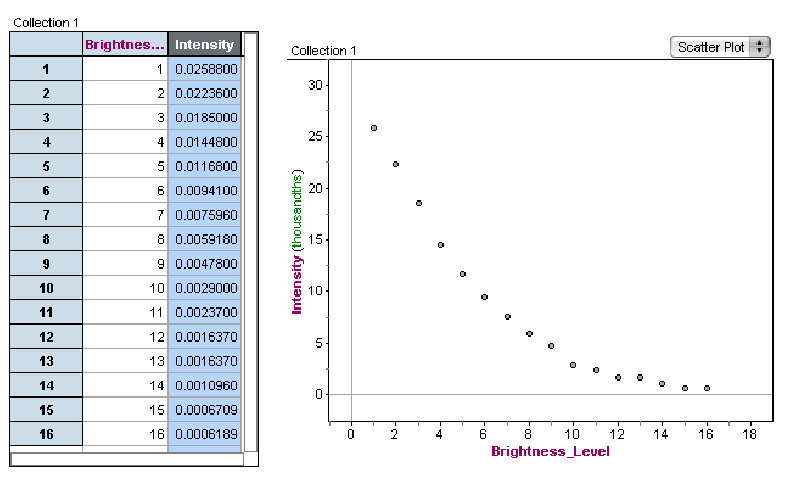 Collection 1
Brightnes... Intensity
1 1 0.0258800
2 2 0.0223600
3 3 0.0185000
4 4 0.0144800
5 5 0.0116800
6 6 0.0094100
7 7 0.0075960
8 8 0.0059180
9 9 0.0047800
10 10 0.0029000
11 11 0.0023700
12 12 0.0016370
13 13 0.0016370
14 14 0.0010960
15 15 0.0006709
16 16 0.0006189
Collection 1
Scatter Plot
Intensity (thousandths)
30
25
20
15
10
5
0
0 2 4 6 8 10 12 14 16 18
Brightness_Level